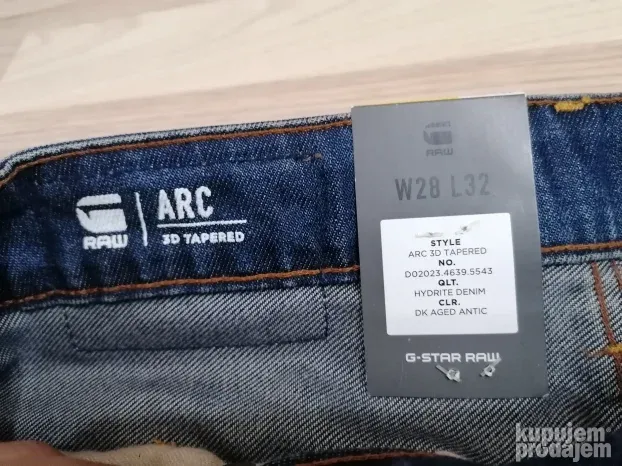 RAW
ARC
3D TAPERED
RAW
W28 L32
STYLE
ARC 3D TAPERED
NO.
D02023.4639.5543
QLT.
HYDRITE DENIM
CLR.
DK AGED ANTIC
G-STAR RAW
kupujem
prodajem